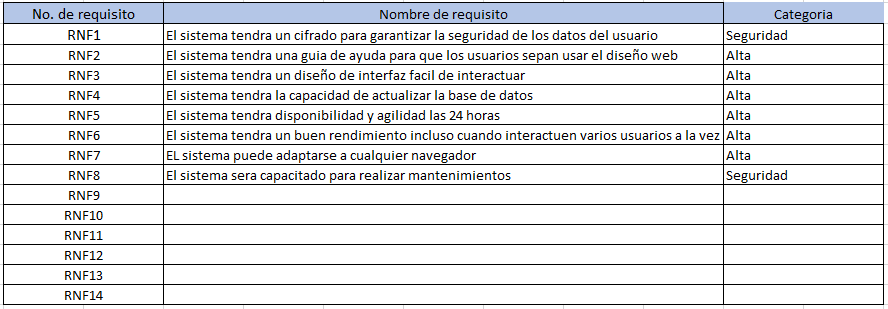 No. de requisito Nombre de requisito Categoria
RNF1 El sistema tendra un cifrado para garantizar la seguridad de los datos del usuario Seguridad
RNF2 El sistema tendra una guia de ayuda para que los usuarios sepan usar el diseño web Alta
RNF3 El sistema tendra un diseño de interfaz facil de interactuar Alta
RNF4 El sistema tendra la capacidad de actualizar la base de datos Alta
RNF5 El sistema tendra disponibilidad y agilidad las 24 horas Alta
RNF6 El sistema tendra un buen rendimiento incluso cuando interactuen varios usuarios a la vez Alta
RNF7 EL sistema puede adaptarse a cualquier navegador Alta
RNF8 El sistema sera capacitado para realizar mantenimientos Seguridad
RNF9
RNF10
RNF11
RNF12
RNF13
RNF14